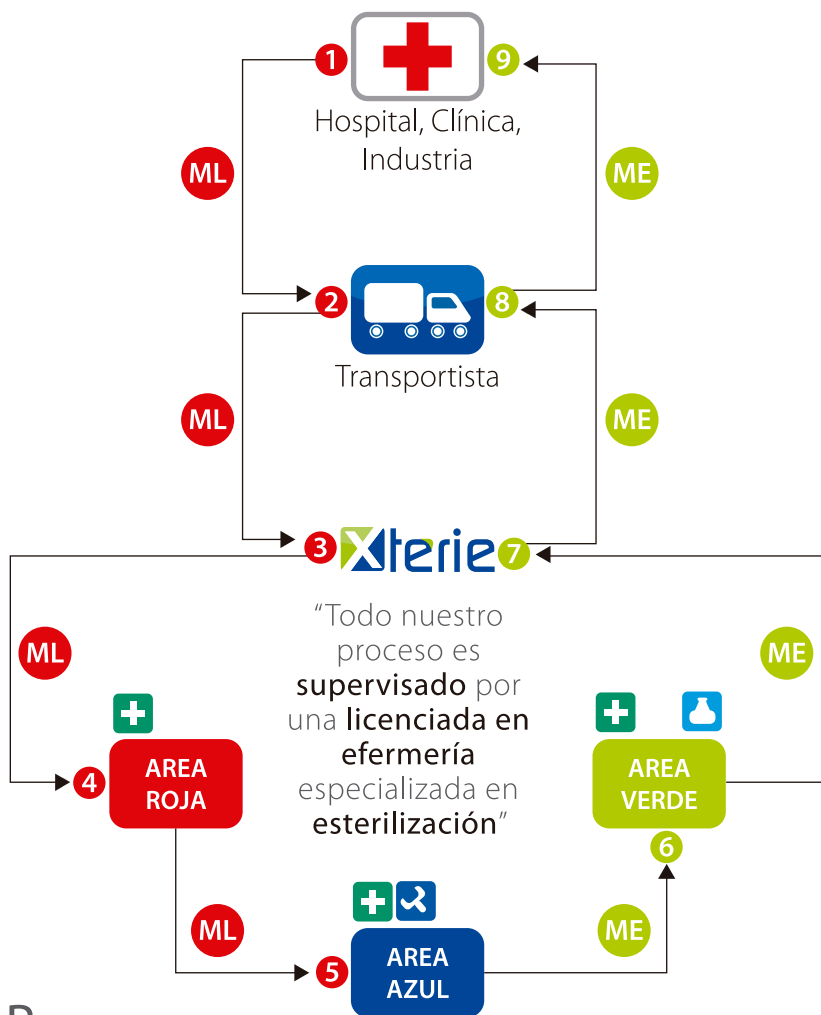 1
9
Hospital, Clínica,
Industria
ML
ME
2
8
Transportista
ML
ME
3
Xterie
7
ML
ME
“Todo nuestro
proceso es
supervisado por
una licenciada en
efermería
especializada en
esterilización”
4
AREA
ROJA
AREA
VERDE
6
ML
ME
5
AREA
AZUL